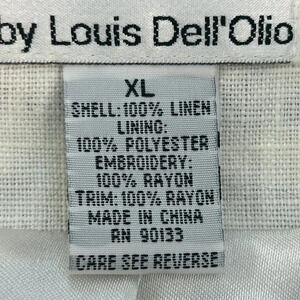 by Louis Dell'Olio
XL
SHELL:100% LINEN
LINING:
100% POLYESTER
EMBROIDERY:
100% RAYON
TRIM:100% RAYON
MADE IN CHINA
RN 90133
CARE SEE REVERSE